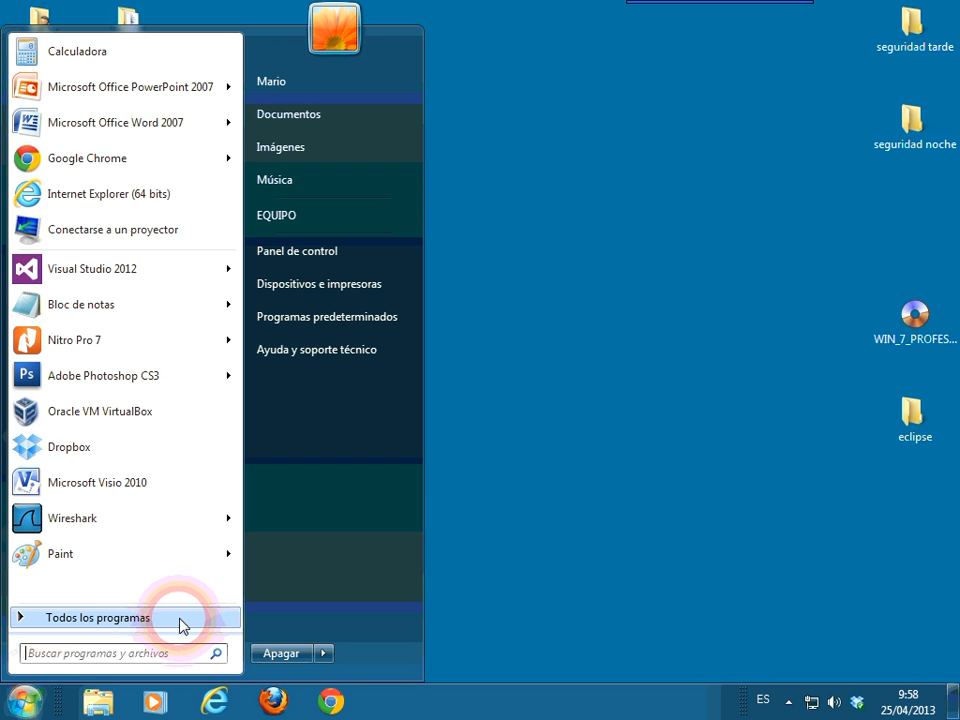 Calculadora
Microsoft Office PowerPoint 2007
Microsoft Office Word 2007
Google Chrome
Internet Explorer (64 bits)
Conectarse a un proyector
Visual Studio 2012
Bloc de notas
Nitro Pro 7
Ps
Adobe Photoshop CS3
Oracle VM VirtualBox
Dropbox
Microsoft Visio 2010
Wireshark
Paint
Todos los programas
Buscar programas y archivos
Mario
Documentos
Imágenes
Música
EQUIPO
Panel de control
Dispositivos e impresoras
Programas predeterminados
Ayuda y soporte técnico
Apagar
seguridad tarde
seguridad noche
WIN_7_PROFES...
eclipse
ES
9:58
25/04/2013